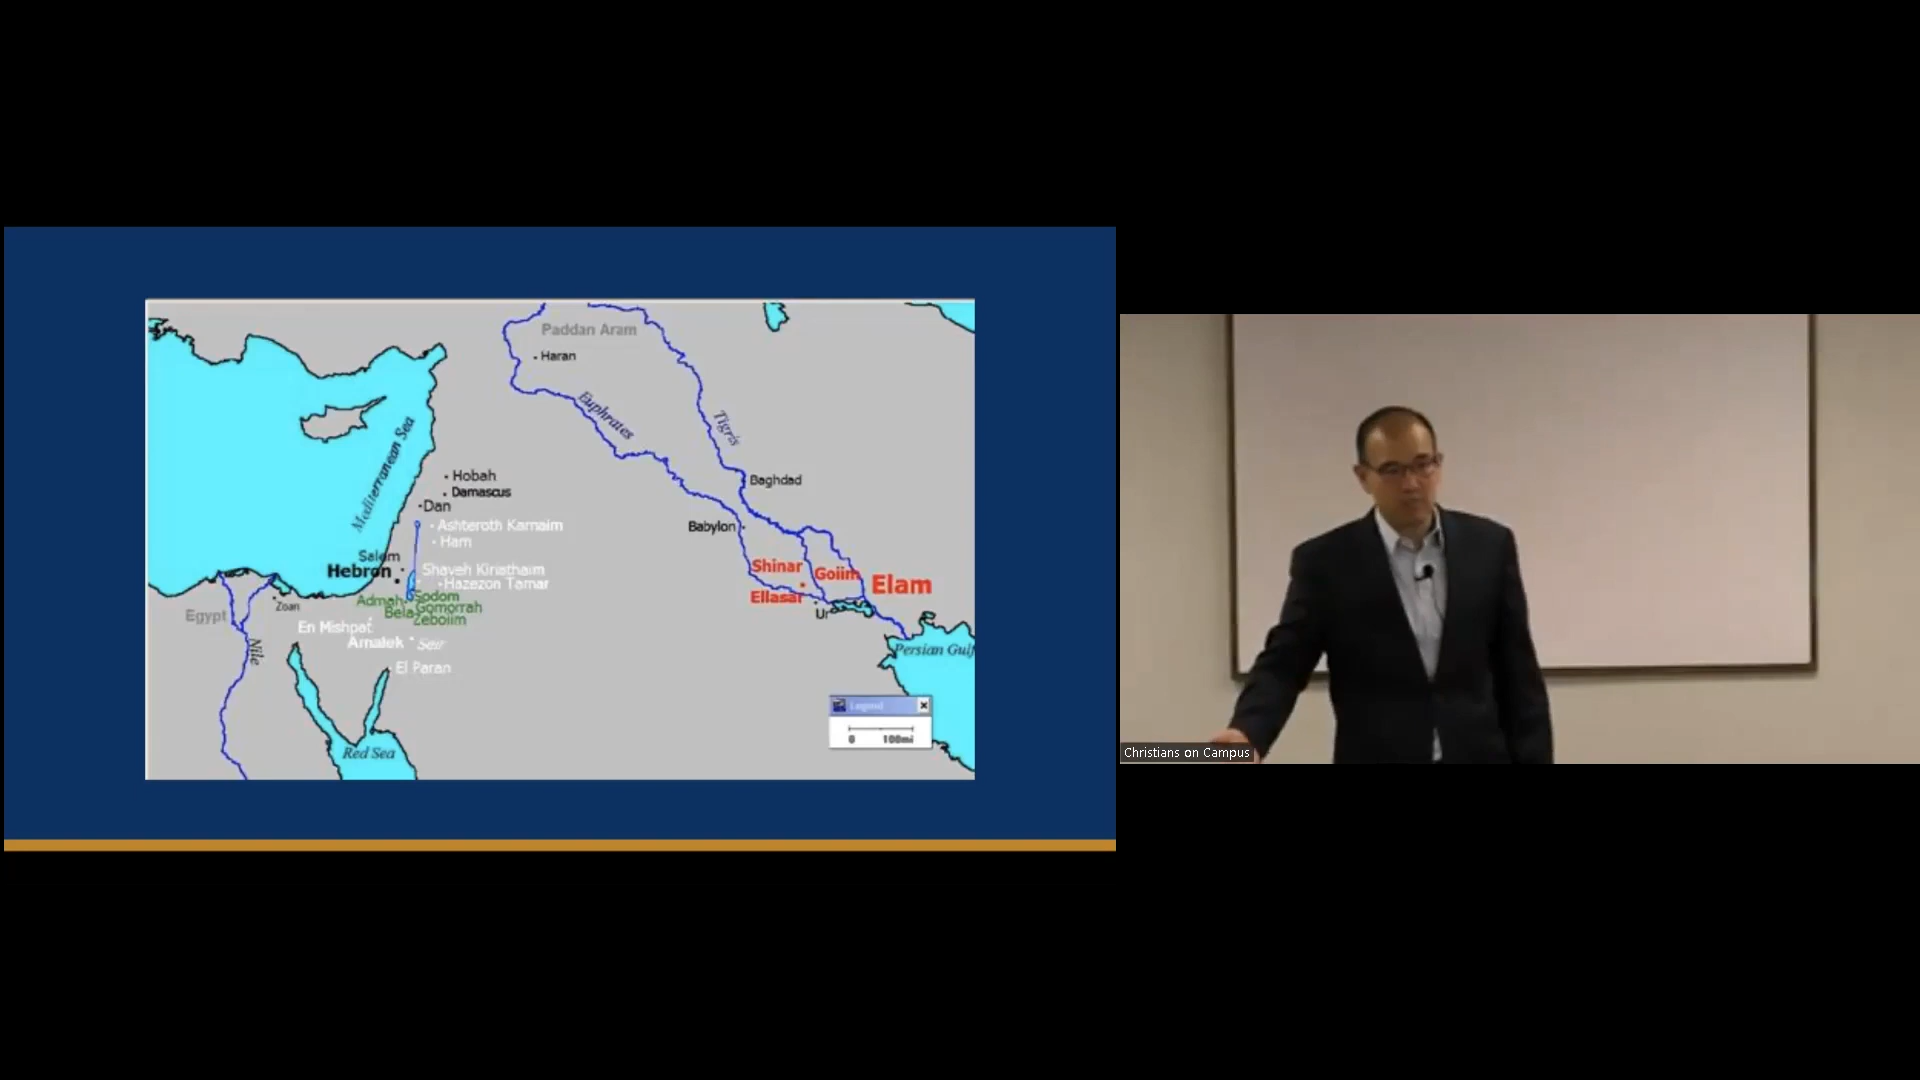 Paddan Aram
Haran
Euphrates
Tigris
Mediterranean Sea
Hobah
Damascus
Dan
Baghdad
Ashteroth Karnaim
Ham
Babylon
Salem
Hebron
Shaveh Kiriathaim
Hazezon Tamar
Shinar
Goiim
Elam
Ellasar
Admah
Sodom
Gomorrah
Bela
Zeboiim
Zoan
Egypt
Ur
En Mishpat
Amalek
Seir
Nile
El Paran
Persian Gulf
Legend
0 100mi
Red Sea
Christians on Campus